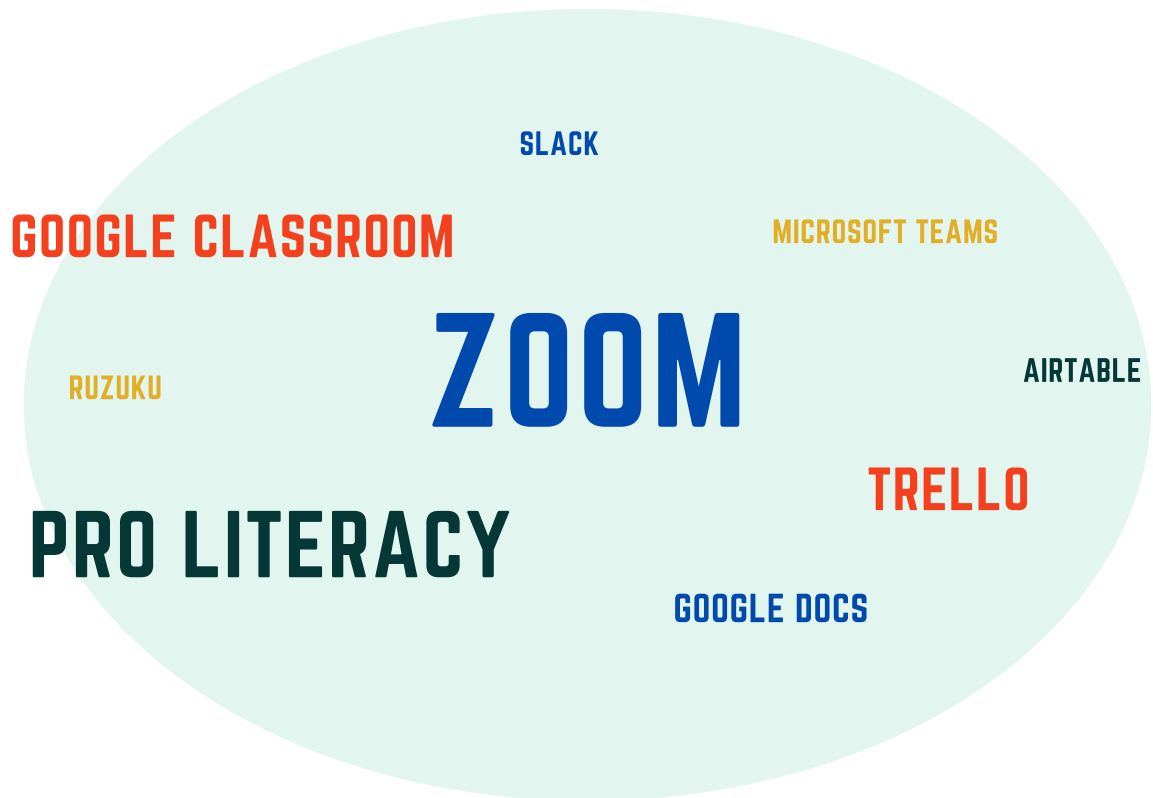 SLACK
GOOGLE CLASSROOM
MICROSOFT TEAMS
ZOOM
AIRTABLE
RUZUKU
TRELLO
PRO LITERACY
GOOGLE DOCS